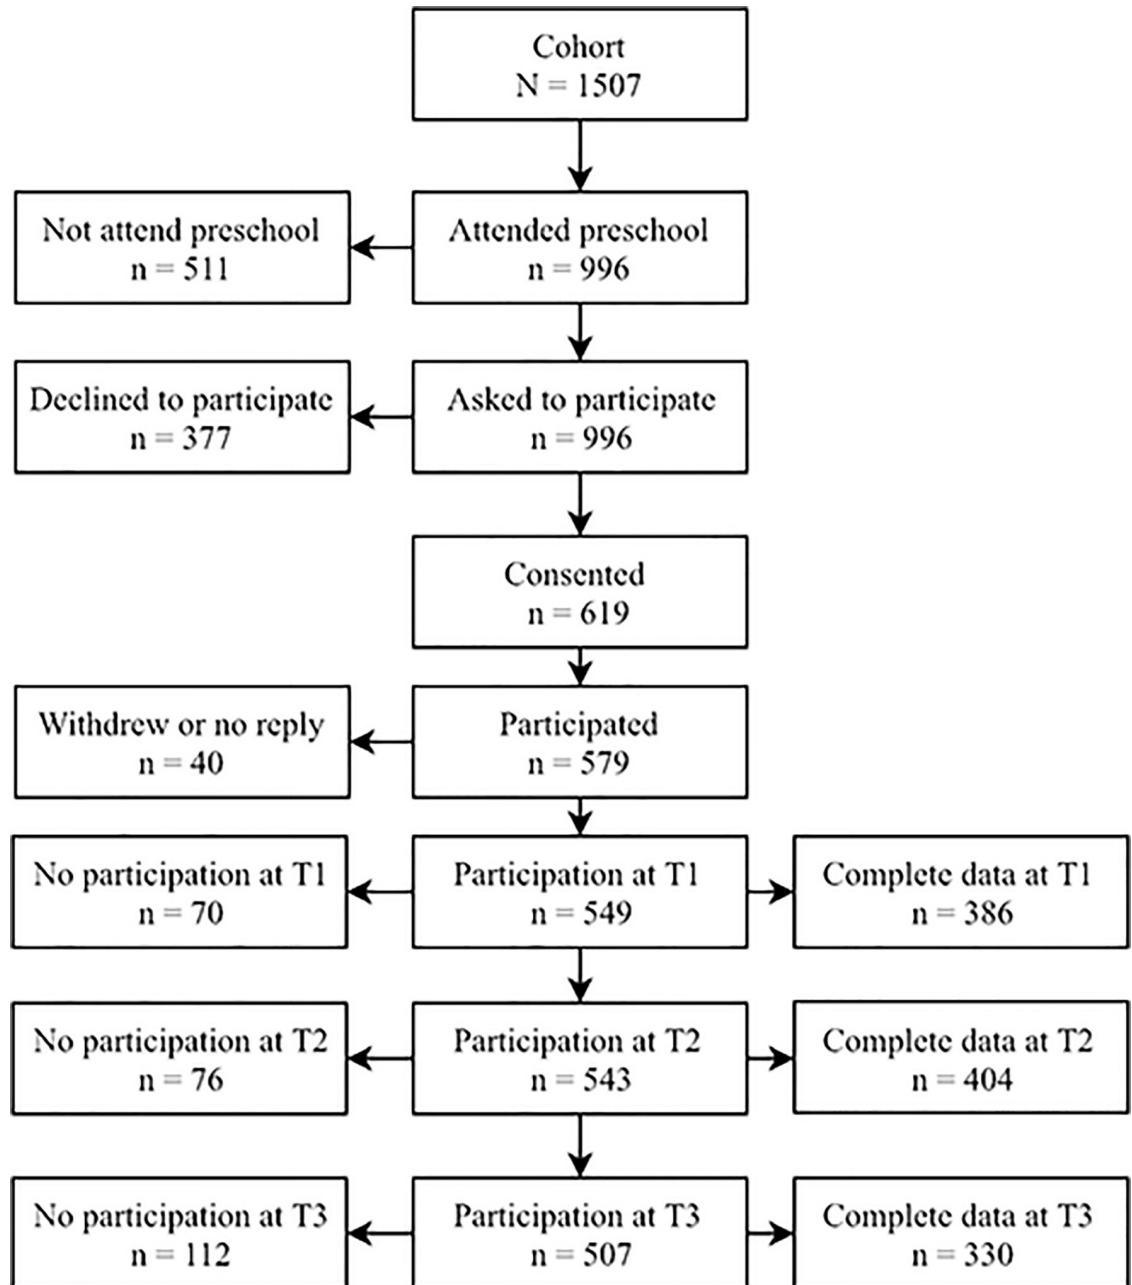 Cohort
N = 1507
Not attend preschool
n = 511
Attended preschool
n = 996
Declined to participate
n = 377
Asked to participate
n = 996
Consented
n = 619
Withdrew or no reply
n = 40
Participated
n = 579
No participation at T1
n = 70
Participation at T1
n = 549
Complete data at T1
n = 386
No participation at T2
n = 76
Participation at T2
n = 543
Complete data at T2
n = 404
No participation at T3
n = 112
Participation at T3
n = 507
Complete data at T3
n = 330